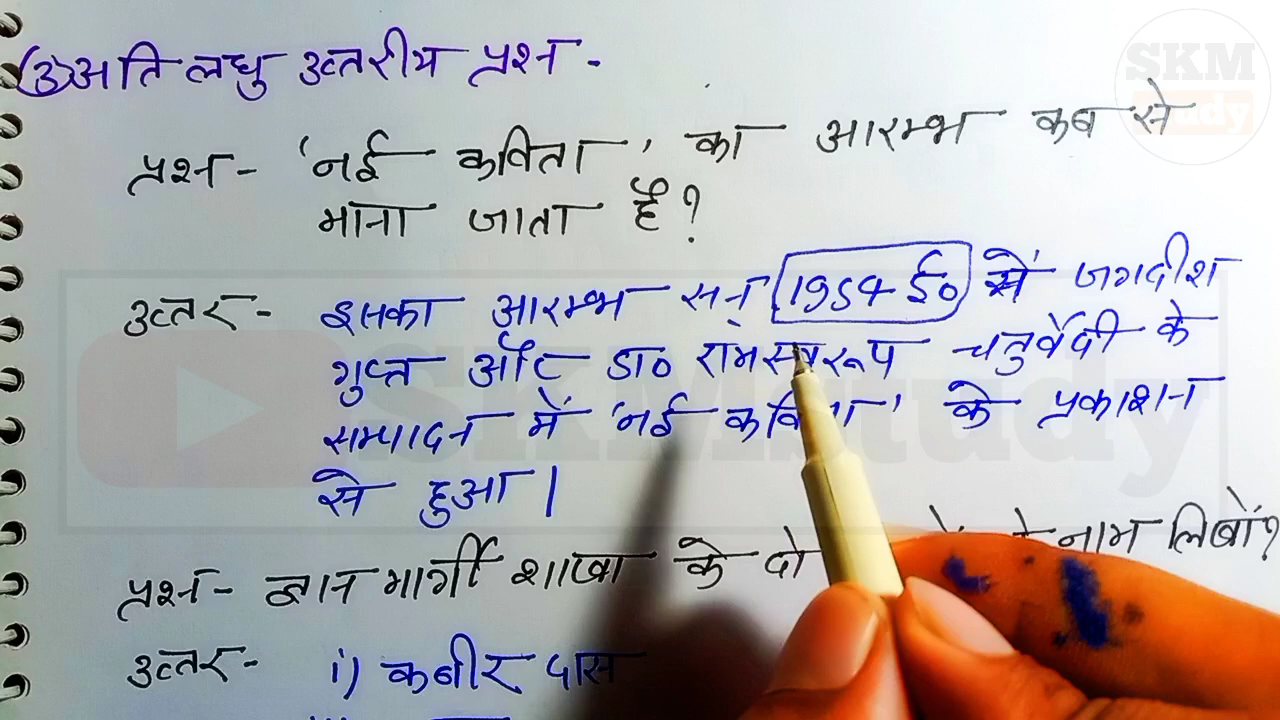 (3) अति लघु उत्तरीय प्रश्न -
SKM
Study
प्रश्न - 'नई कविता' का आरम्भ कब से
माना जाता है?
उत्तर - इसका आरम्भ सन् 1954 ई० में जगदीश
गुप्त और डा० रामस्वरूप चतुर्वेदी के
सम्पादन में 'नई कविता' के प्रकाशन
से हुआ।
SKMstudy
प्रश्न - ज्ञान मार्गी शाखा के दो नाम लिखों?
उत्तर - i) कबीर दास